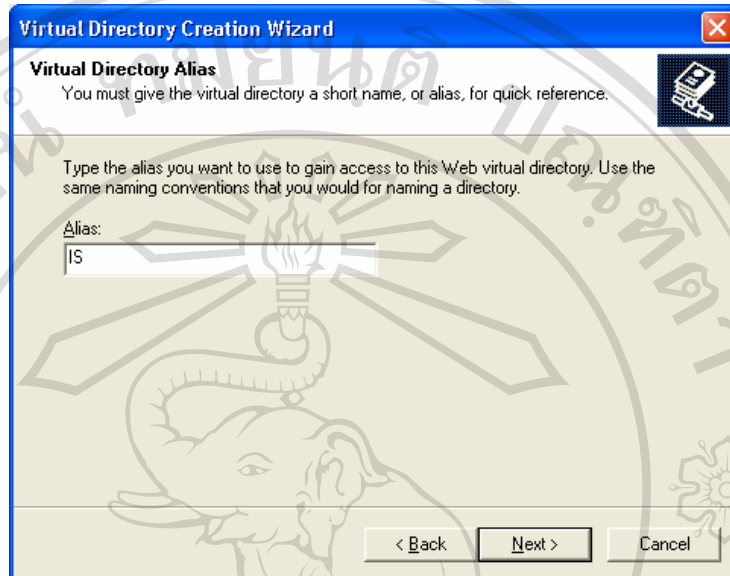 Virtual Directory Creation Wizard
Virtual Directory Alias
You must give the virtual directory a short name, or alias, for quick reference.
Type the alias you want to use to gain access to this Web virtual directory. Use the
same naming conventions that you would for naming a directory.
Alias:
IS
< Back Next > Cancel